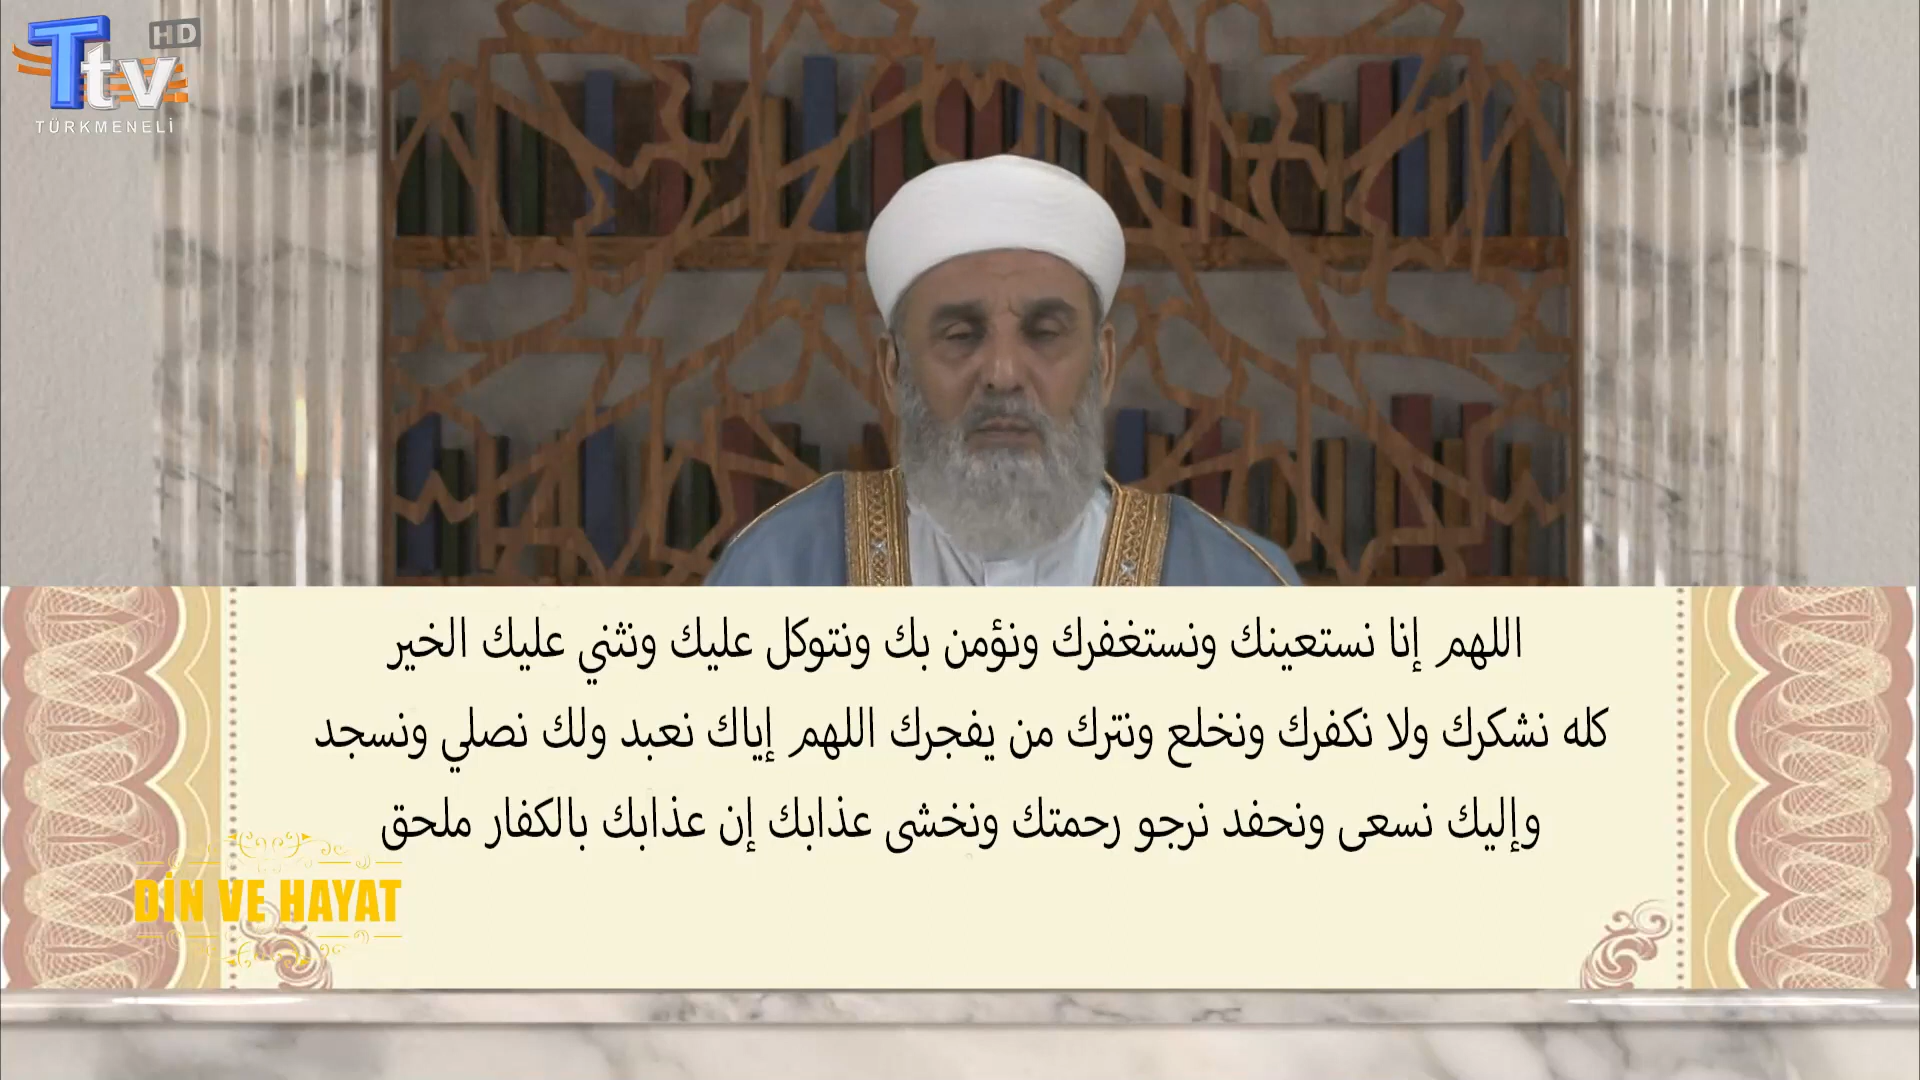 HD
Ttv
TÜRKMENELİ
اللهم إنا نستعينك ونستغفرك ونؤمن بك ونتوكل عليك ونثني عليك الخير
كله نشكرك ولا نكفرك ونخلع ونترك من يفجرك اللهم إياك نعبد ولك نصلي ونسجد
وإليك نسعى ونحفد نرجو رحمتك ونخشى عذابك إن عذابك بالكفار ملحق
DİN VE HAYAT